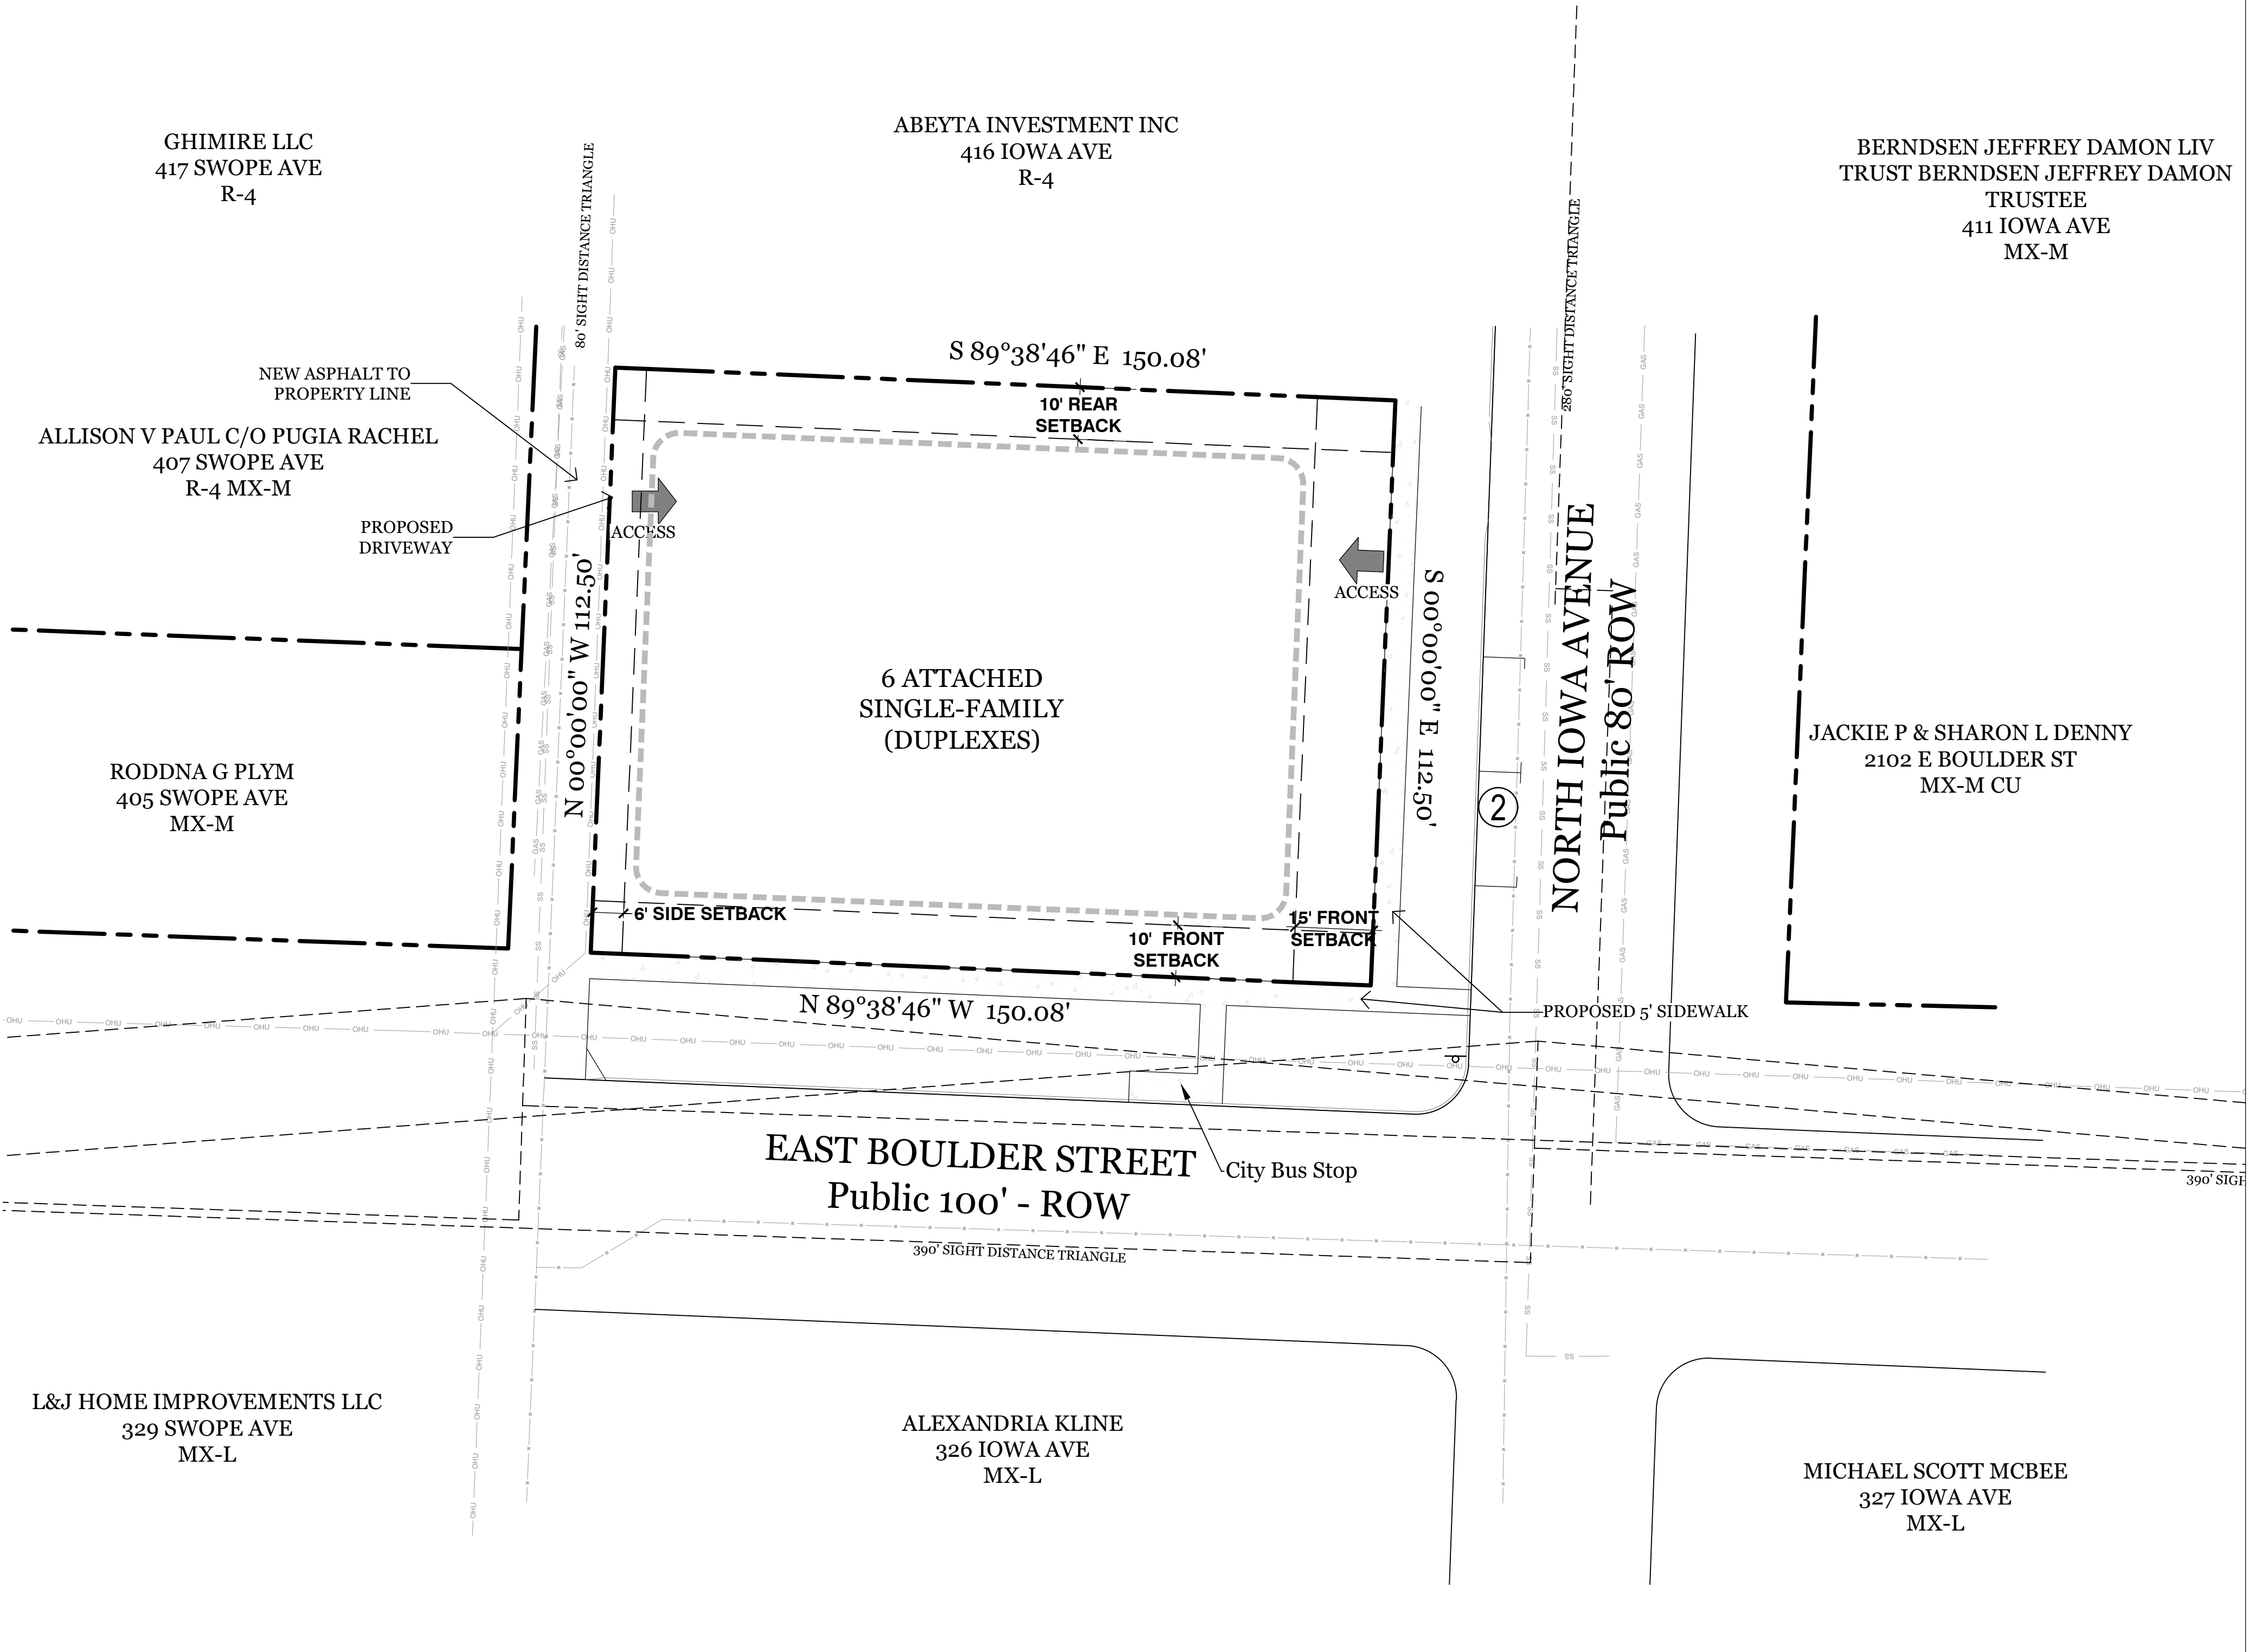 GHIMIRE LLC
417 SWOPE AVE
R-4
ABEYTA INVESTMENT INC
416 IOWA AVE
R-4
BERNDSEN JEFFREY DAMON LIV
TRUST BERNDSEN JEFFREY DAMON
TRUSTEE
411 IOWA AVE
MX-M
80' SIGHT DISTANCE TRIANGLE
280' SIGHT DISTANCE TRIANGLE
NEW ASPHALT TO
PROPERTY LINE
ALLISON V PAUL C/O PUGIA RACHEL
407 SWOPE AVE
R-4 MX-M
PROPOSED
DRIVEWAY
S 89°38'46" E 150.08'
10' REAR
SETBACK
ACCESS
ACCESS
N 00°00'00" W 112.50'
S 00°00'00" E 112.50'
6 ATTACHED
SINGLE-FAMILY
(DUPLEXES)
2
NORTH IOWA AVENUE
Public 80' ROW
RODDNA G PLYM
405 SWOPE AVE
MX-M
JACKIE P & SHARON L DENNY
2102 E BOULDER ST
MX-M CU
6' SIDE SETBACK
10' FRONT
SETBACK
15' FRONT
SETBACK
N 89°38'46" W 150.08'
PROPOSED 5' SIDEWALK
EAST BOULDER STREET
Public 100' - ROW
City Bus Stop
390' SIGHT DISTANCE TRIANGLE
390' SIGH
L&J HOME IMPROVEMENTS LLC
329 SWOPE AVE
MX-L
ALEXANDRIA KLINE
326 IOWA AVE
MX-L
MICHAEL SCOTT MCBEE
327 IOWA AVE
MX-L
OHU
GAS
SS